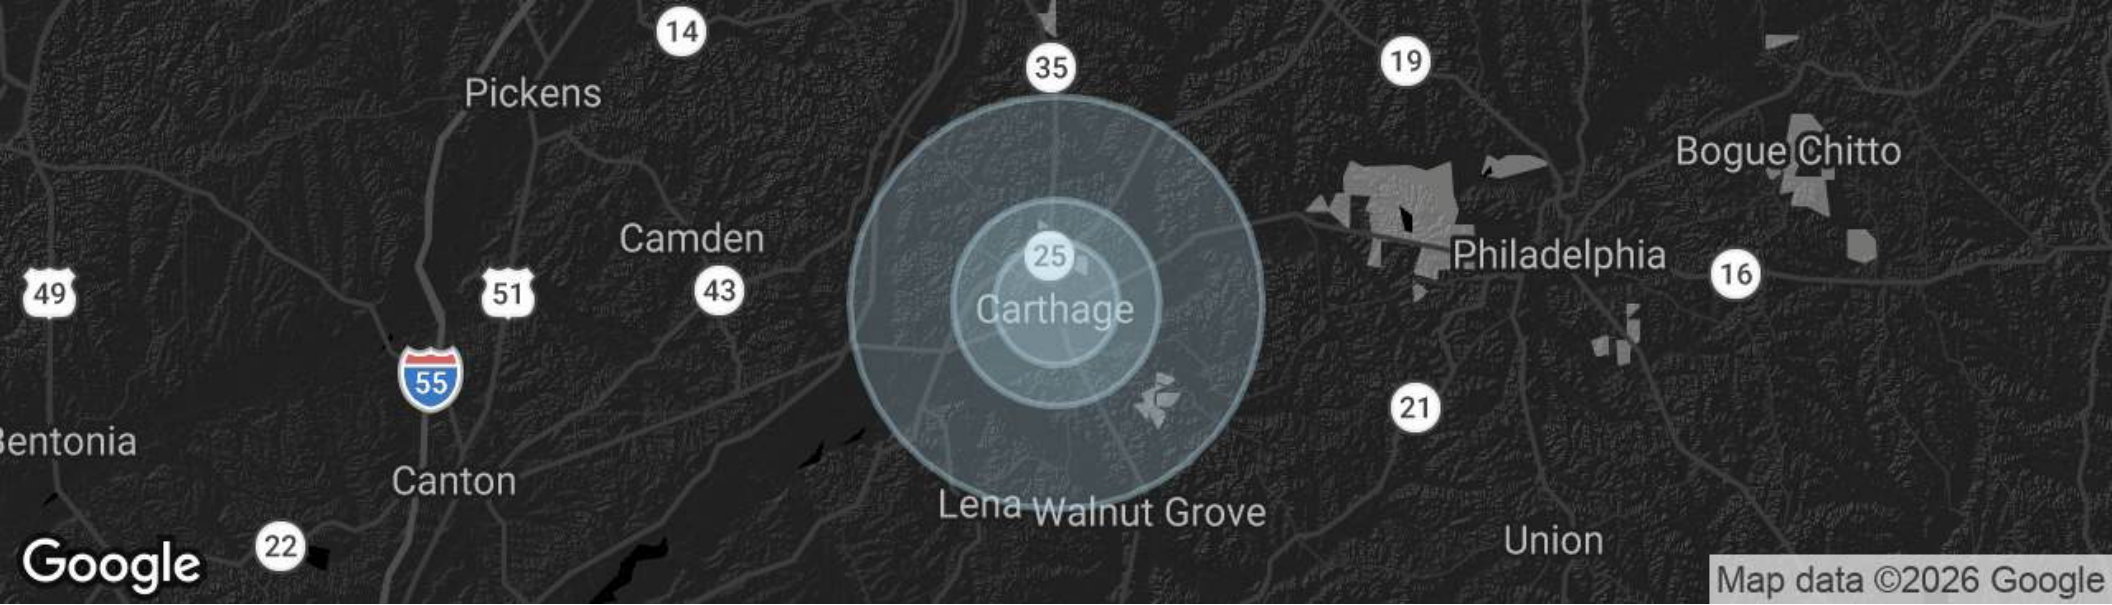 14
35
19
Pickens
Bogue Chitto
Camden
25
Philadelphia
16
49
51
43
Carthage
55
21
Bentonia
Canton
Lena
Walnut Grove
22
Union
Google
Map data ©2026 Google